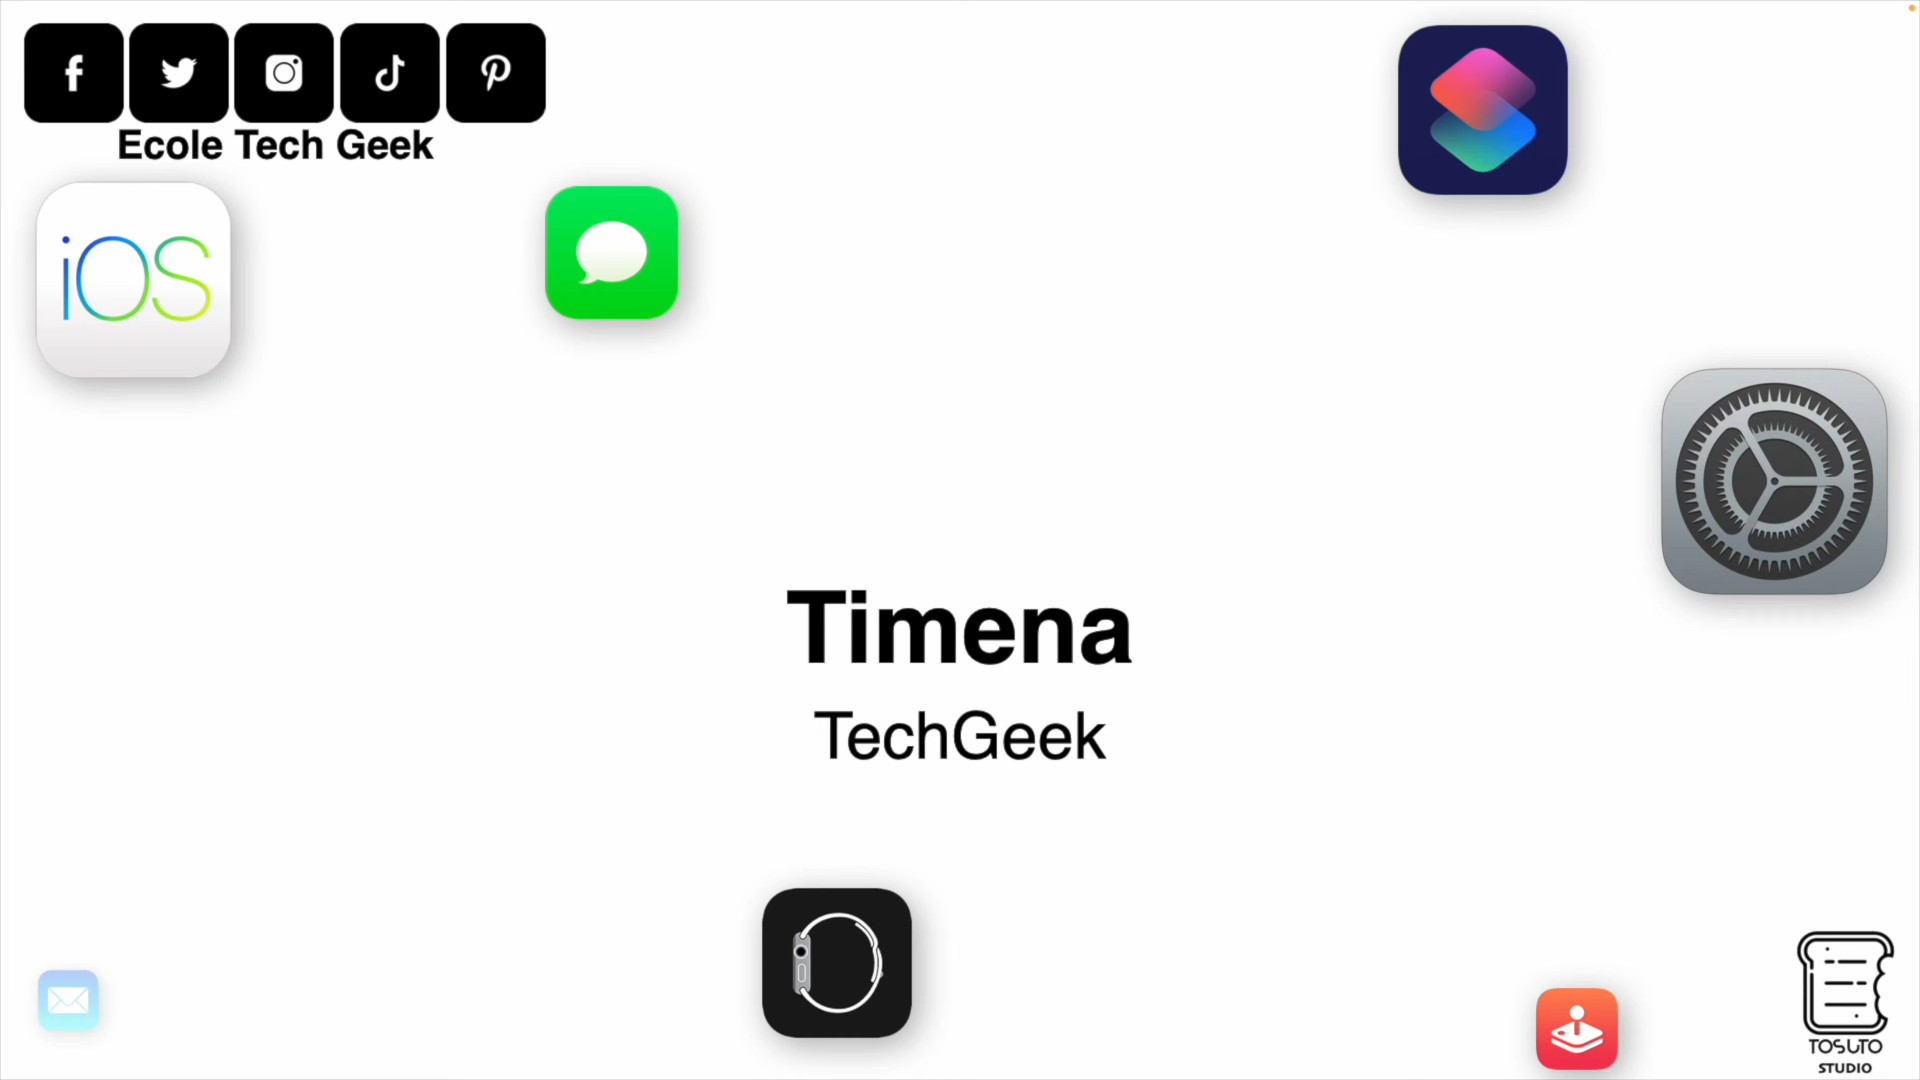 Ecole Tech Geek
iOS
Timena
TechGeek
TOSUTO
STUDIO